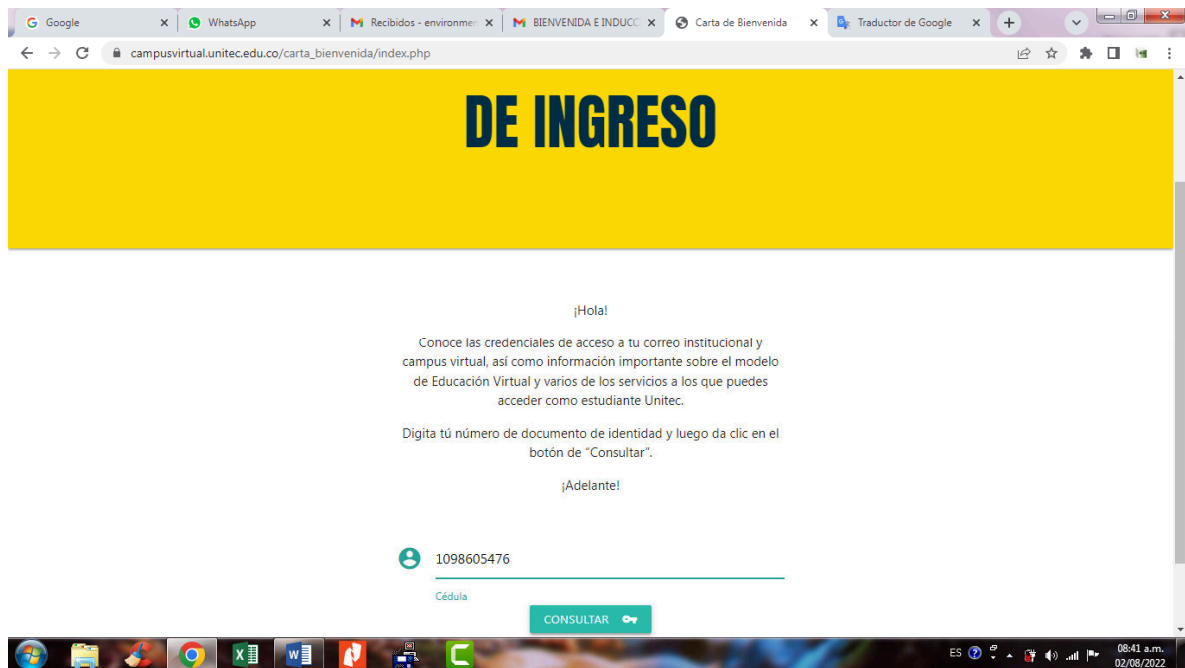 Google
WhatsApp
Recibidos - environmen
BIENVENIDA E INDUCC
Carta de Bienvenida
Traductor de Google
campusvirtual.unitec.edu.co/carta_bienvenida/index.php
DE INGRESO
¡Hola!
Conoce las credenciales de acceso a tu correo institucional y
campus virtual, así como información importante sobre el modelo
de Educación Virtual y varios de los servicios a los que puedes
acceder como estudiante Unitec.
Digita tú número de documento de identidad y luego da clic en el
botón de “Consultar”.
¡Adelante!
1098605476
Cédula
CONSULTAR
ES
08:41 a.m.
02/08/2022